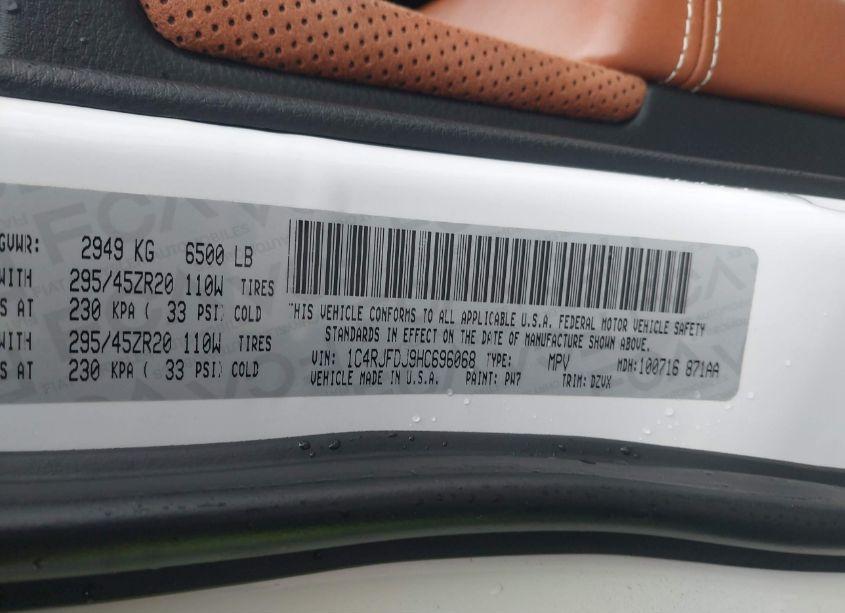 GVWR: 2949 KG 6500 LB
WITH 295/45ZR20 110W TIRES
S AT 230 KPA ( 33 PSI) COLD
WITH 295/45ZR20 110W TIRES
S AT 230 KPA ( 33 PSI) COLD
HIS VEHICLE CONFORMS TO ALL APPLICABLE U.S.A. FEDERAL MOTOR VEHICLE SAFETY
STANDARDS IN EFFECT ON THE DATE OF MANUFACTURE SHOWN ABOVE.
VIN: 1C4RJFDJ9HC696068 TYPE: MPV MDH:100716 871AA
VEHICLE MADE IN U.S.A. PAINT: PW7 TRIM: DZVX